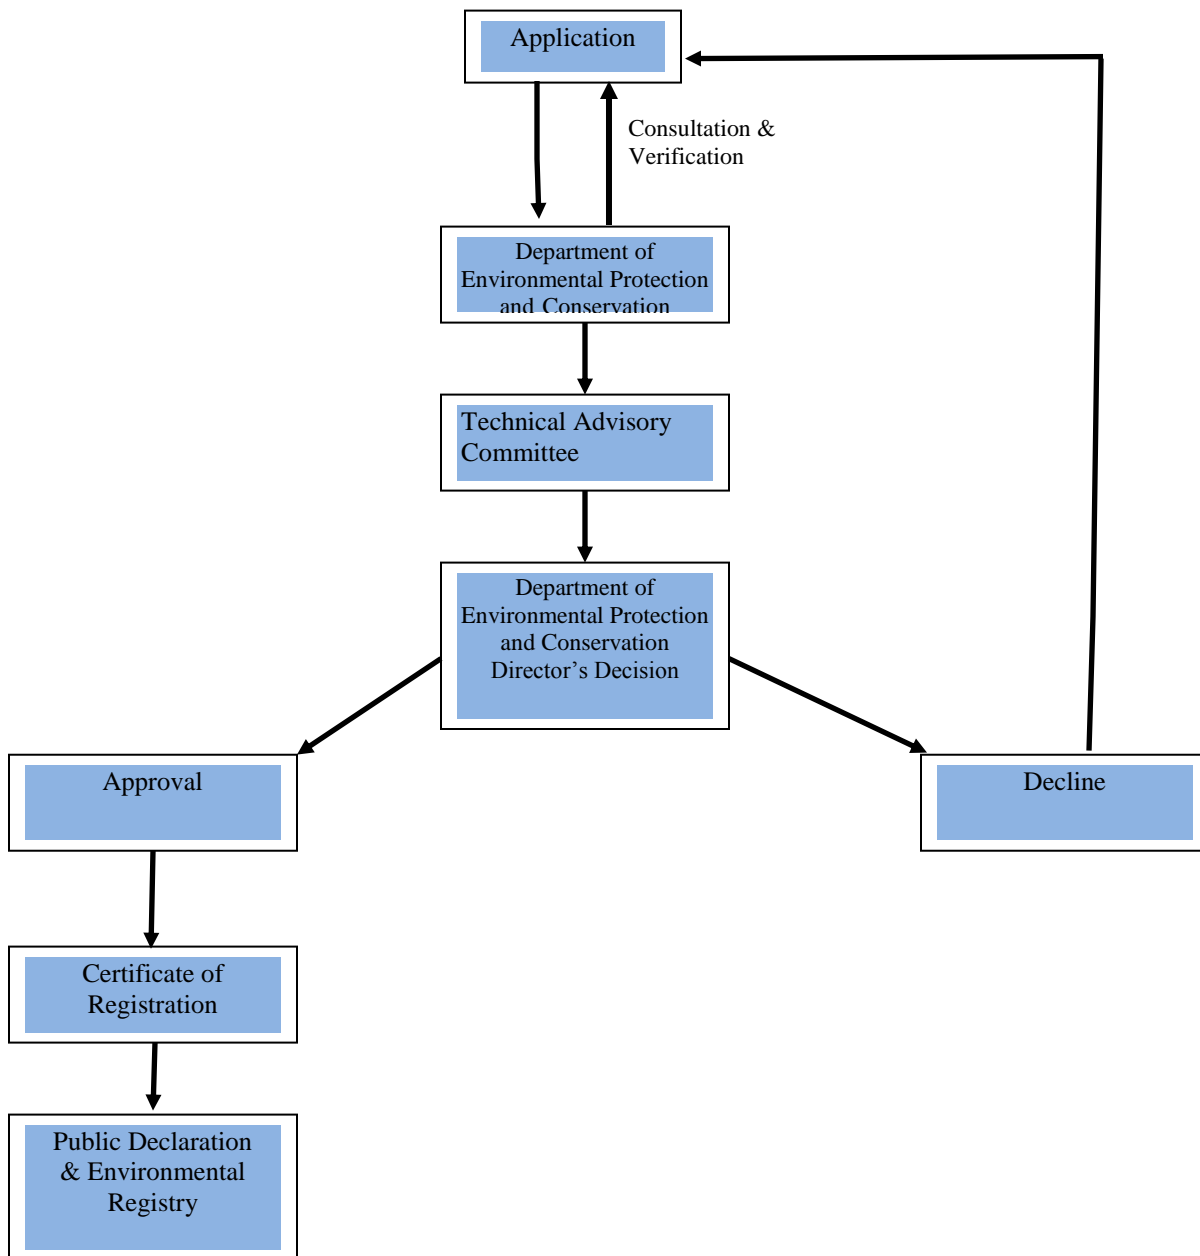 Application
Consultation &
Verification
Department of
Environmental Protection
and Conservation
Technical Advisory
Committee
Department of
Environmental Protection
and Conservation
Director’s Decision
Approval
Decline
Certificate of
Registration
Public Declaration
& Environmental
Registry